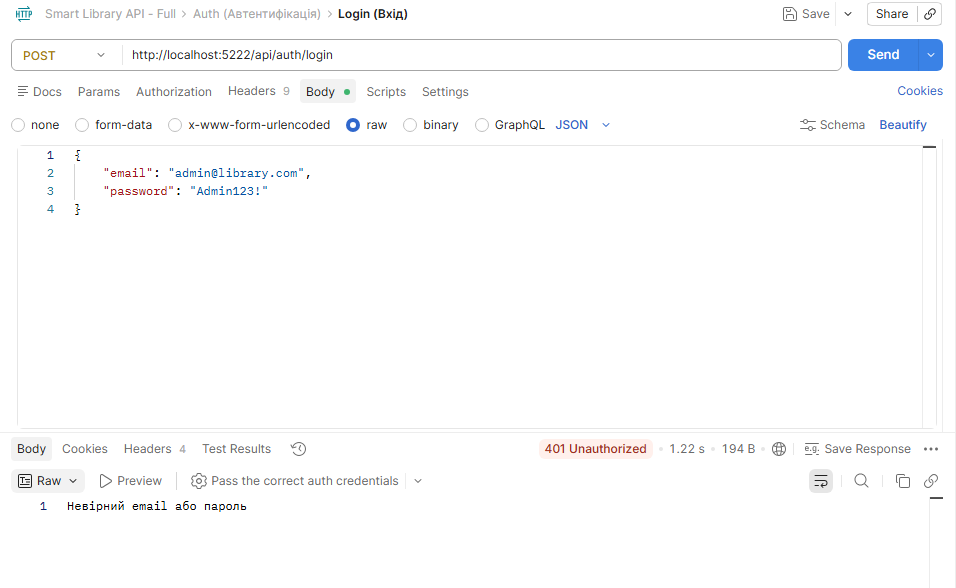 HTTP Smart Library API - Full > Auth (Автентифікація) > Login (Вхід) Save Share
POST http://localhost:5222/api/auth/login Send
Docs Params Authorization Headers 9 Body Scripts Settings Cookies
none form-data x-www-form-urlencoded raw binary GraphQL JSON Schema Beautify
1 {
2 "email": "admin@library.com",
3 "password": "Admin123!"
4 }
Body Cookies Headers 4 Test Results 401 Unauthorized • 1.22 s • 194 B • e.g. Save Response
Raw Preview Pass the correct auth credentials
1 Невірний email або пароль